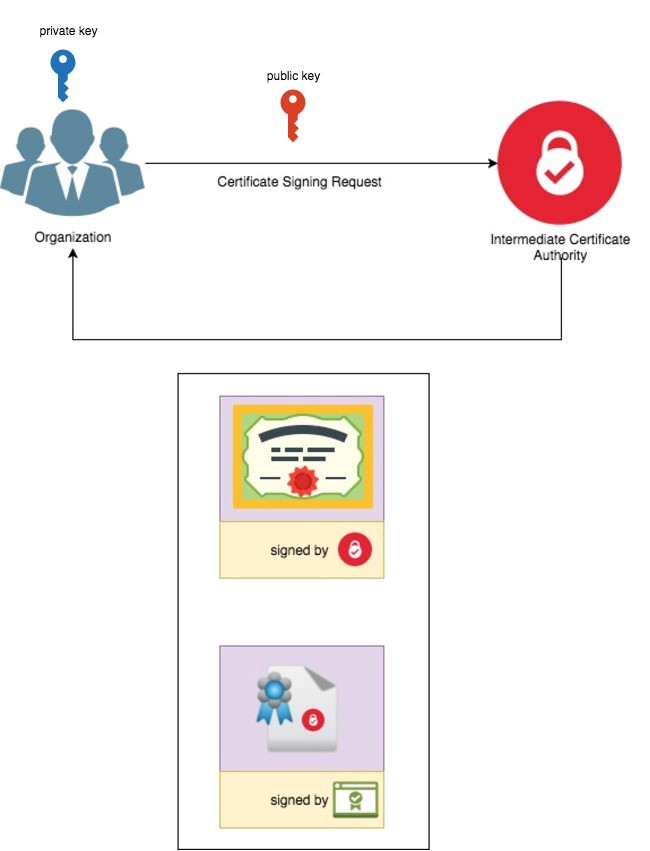 private key
public key
Certificate Signing Request
Organization
Intermediate Certificate
Authority
signed by
signed by